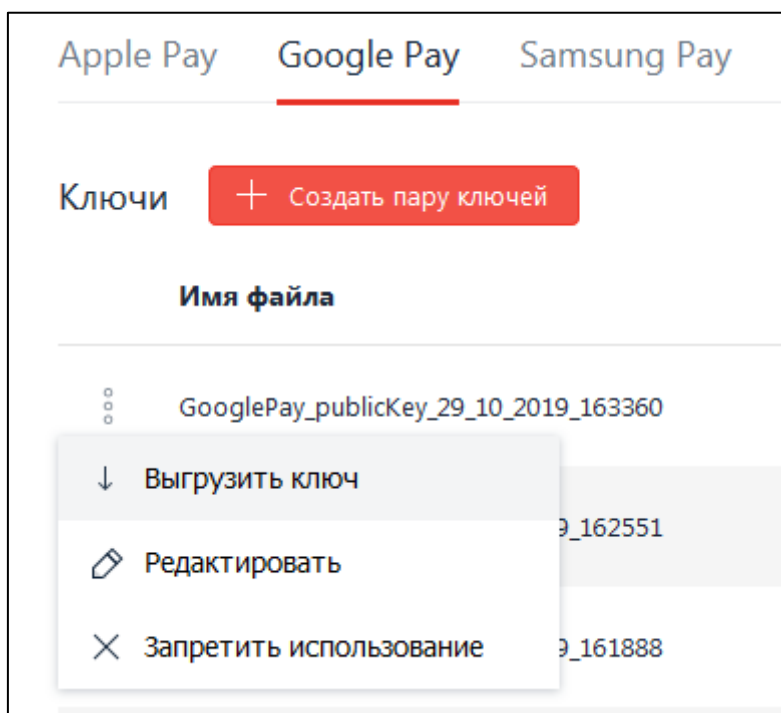 Apple Pay Google Pay Samsung Pay
Ключи + Создать пару ключей
Имя файла
GooglePay_publicKey_29_10_2019_163360
Выгрузить ключ
9_162551
Редактировать
Запретить использование 9_161888